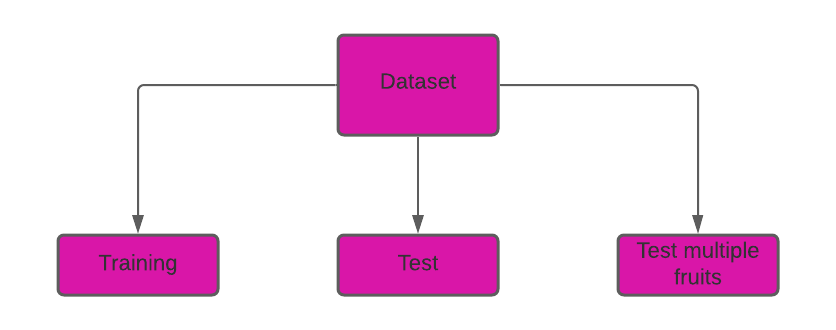 Dataset
Training
Test
Test multiple
fruits